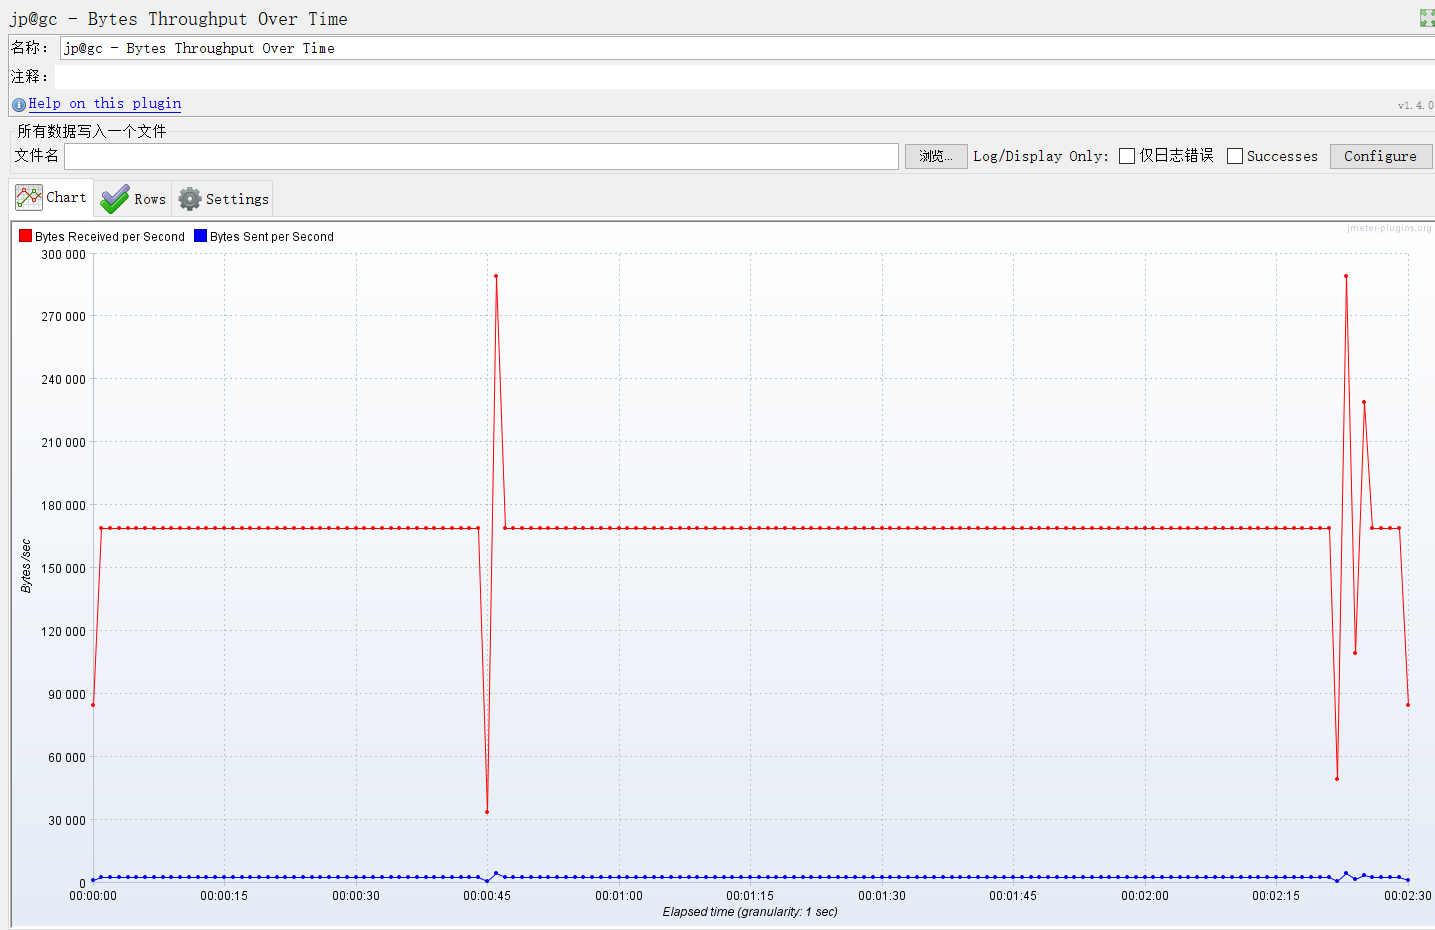 jp@gc - Bytes Throughput Over Time
名称： jp@gc - Bytes Throughput Over Time
注释：
Help on this plugin
v1.4.0
所有数据写入一个文件
文件名 浏览... Log/Display Only: 仅日志错误 Successes Configure
Chart Rows Settings
Bytes Received per Second Bytes Sent per Second
jmeter-plugins.org
300 000
270 000
240 000
210 000
180 000
150 000
120 000
90 000
60 000
30 000
0
Bytes /sec
00:00:00 00:00:15 00:00:30 00:00:45 00:01:00 00:01:15 00:01:30 00:01:45 00:02:00 00:02:15 00:02:30
Elapsed time (granularity: 1 sec)